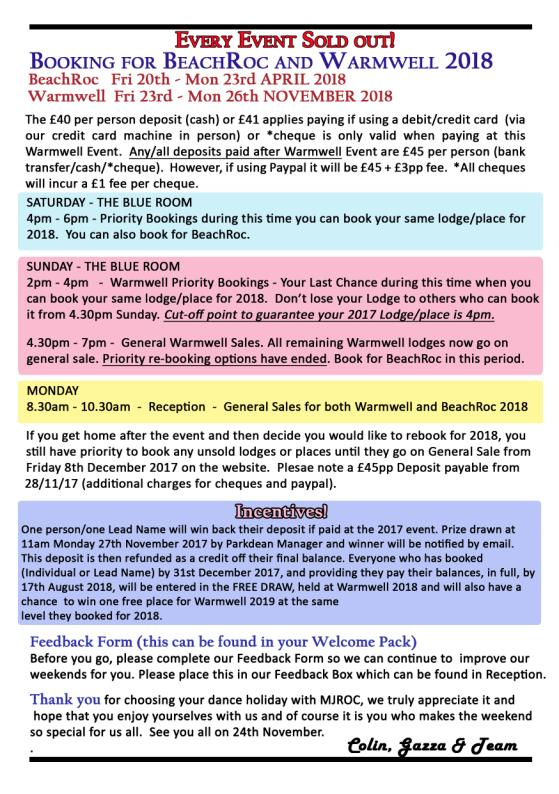 Every Event Sold out!
Booking for BeachRoc and Warmwell 2018
BeachRoc Fri 20th - Mon 23rd APRIL 2018
Warmwell Fri 23rd - Mon 26th NOVEMBER 2018
The £40 per person deposit (cash) or £41 applies paying if using a debit/credit card (via
our credit card machine in person) or *cheque is only valid when paying at this
Warmwell Event. Any/all deposits paid after Warmwell Event are £45 per person (bank
transfer/cash/*cheque). However, if using Paypal it will be £45 + £3pp fee. *All cheques
will incur a £1 fee per cheque.
SATURDAY - THE BLUE ROOM
4pm - 6pm - Priority Bookings during this time you can book your same lodge/place for
2018. You can also book for BeachRoc.
SUNDAY - THE BLUE ROOM
2pm - 4pm - Warmwell Priority Bookings - Your Last Chance during this time when you
can book your same lodge/place for 2018. Don't lose your Lodge to others who can book
it from 4.30pm Sunday. Cut-off point to guarantee your 2017 Lodge/place is 4pm.
4.30pm - 7pm - General Warmwell Sales. All remaining Warmwell lodges now go on
general sale. Priority re-booking options have ended. Book for BeachRoc in this period.
MONDAY
8.30am - 10.30am - Reception - General Sales for both Warmwell and BeachRoc 2018
If you get home after the event and then decide you would like to rebook for 2018, you
still have priority to book any unsold lodges or places until they go on General Sale from
Friday 8th December 2017 on the website. Plesae note a £45pp Deposit payable from
28/11/17 (additional charges for cheques and paypal).
Incentives!
One person/one Lead Name will win back their deposit if paid at the 2017 event. Prize drawn at
11am Monday 27th November 2017 by Parkdean Manager and winner will be notified by email.
This deposit is then refunded as a credit off their final balance. Everyone who has booked
(Individual or Lead Name) by 31st December 2017, and providing they pay their balances, in full, by
17th August 2018, will be entered in the FREE DRAW, held at Warmwell 2018 and will also have a
chance to win one free place for Warmwell 2019 at the same
level they booked for 2018.
Feedback Form (this can be found in your Welcome Pack)
Before you go, please complete our Feedback Form so we can continue to improve our
weekends for you. Please place this in our Feedback Box which can be found in Reception.
Thank you for choosing your dance holiday with MJROC, we truly appreciate it and
hope that you enjoy yourselves with us and of course it is you who makes the weekend
so special for us all. See you all on 24th November.
. Colin, Gazza & Team